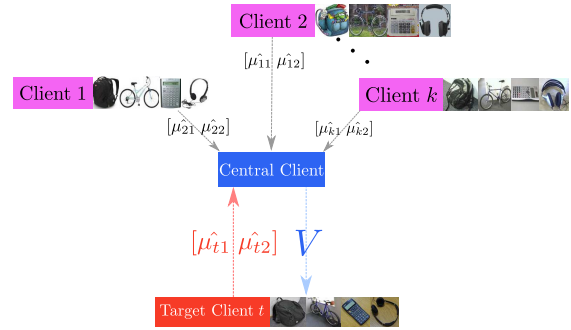 Client 2
[μ̂11 μ̂12]
Client 1
Client k
[μ̂21 μ̂22]
[μ̂k1 μ̂k2]
Central Client
[μ̂t1 μ̂t2]
V
Target Client t